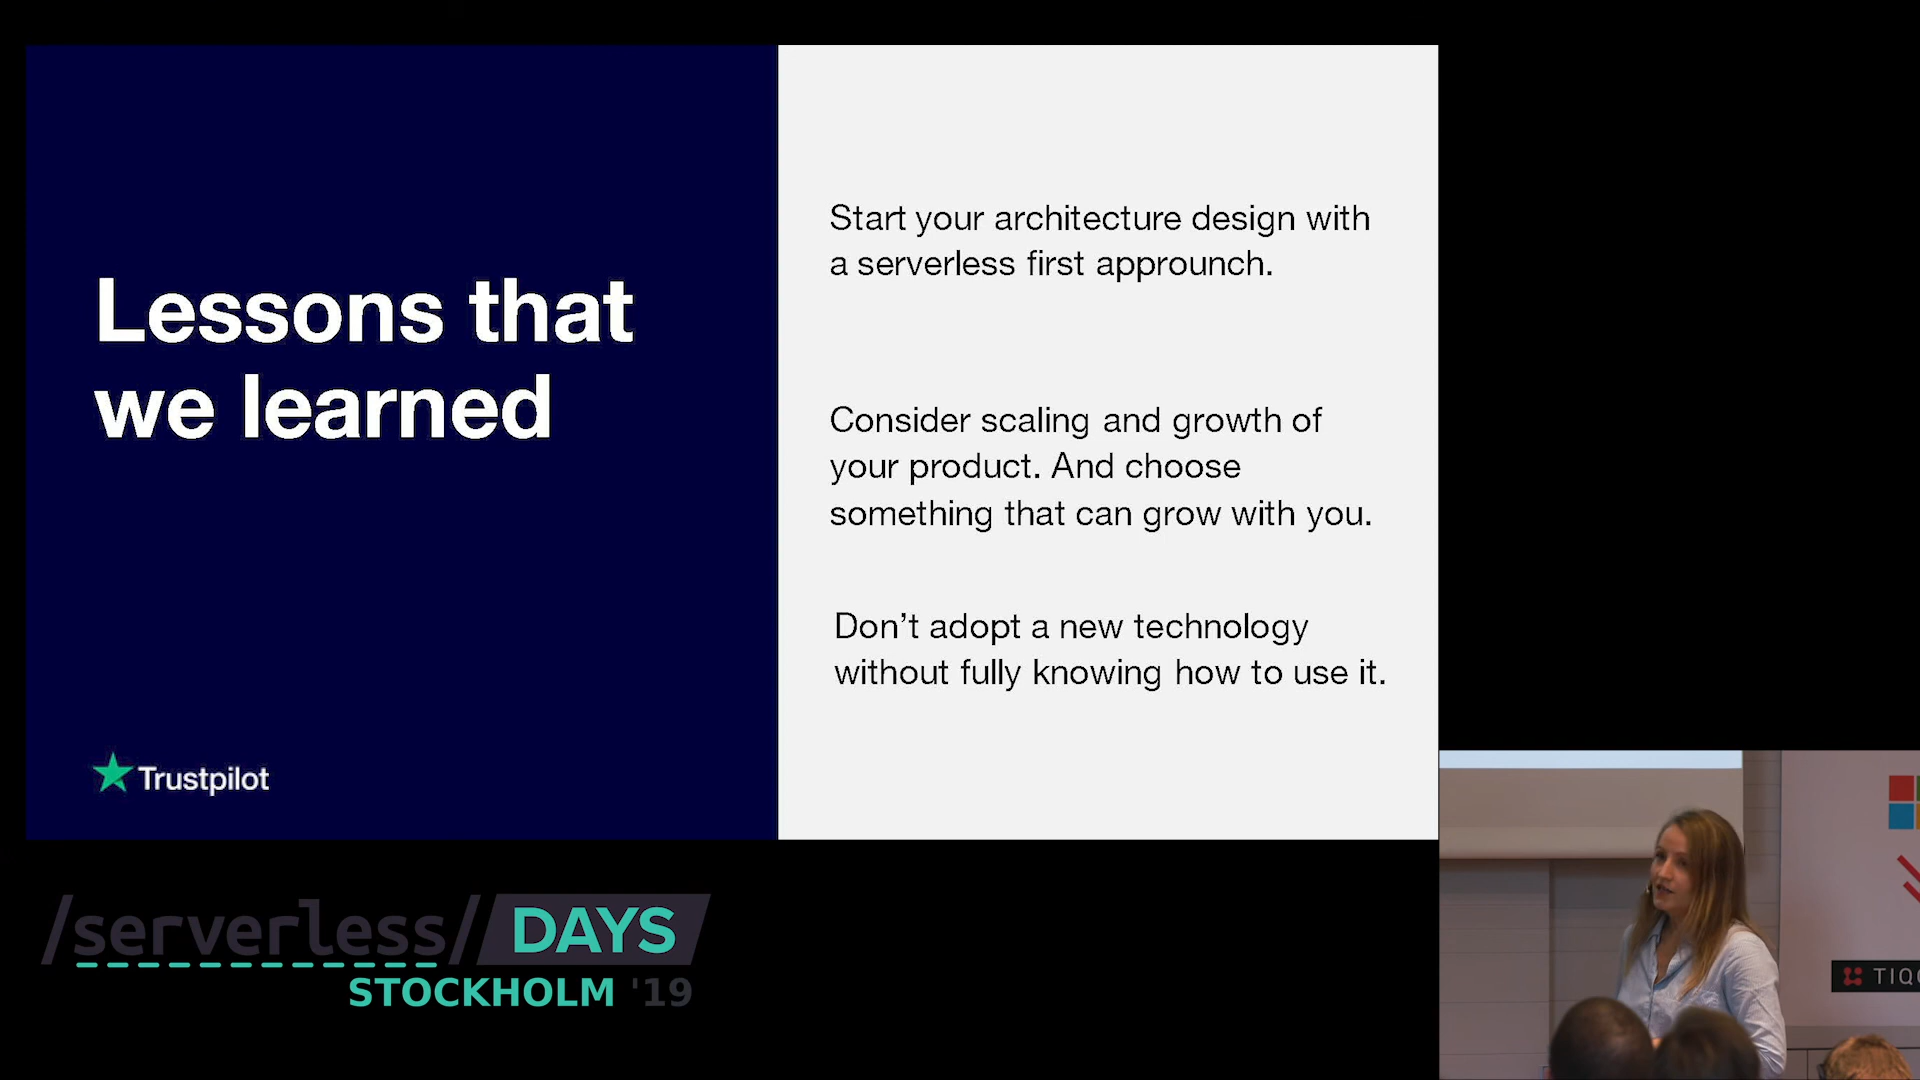 Lessons that
we learned
Start your architecture design with
a serverless first approunch.
Consider scaling and growth of
your product. And choose
something that can grow with you.
Don't adopt a new technology
without fully knowing how to use it.
Trustpilot
/serverless/ DAYS
STOCKHOLM '19